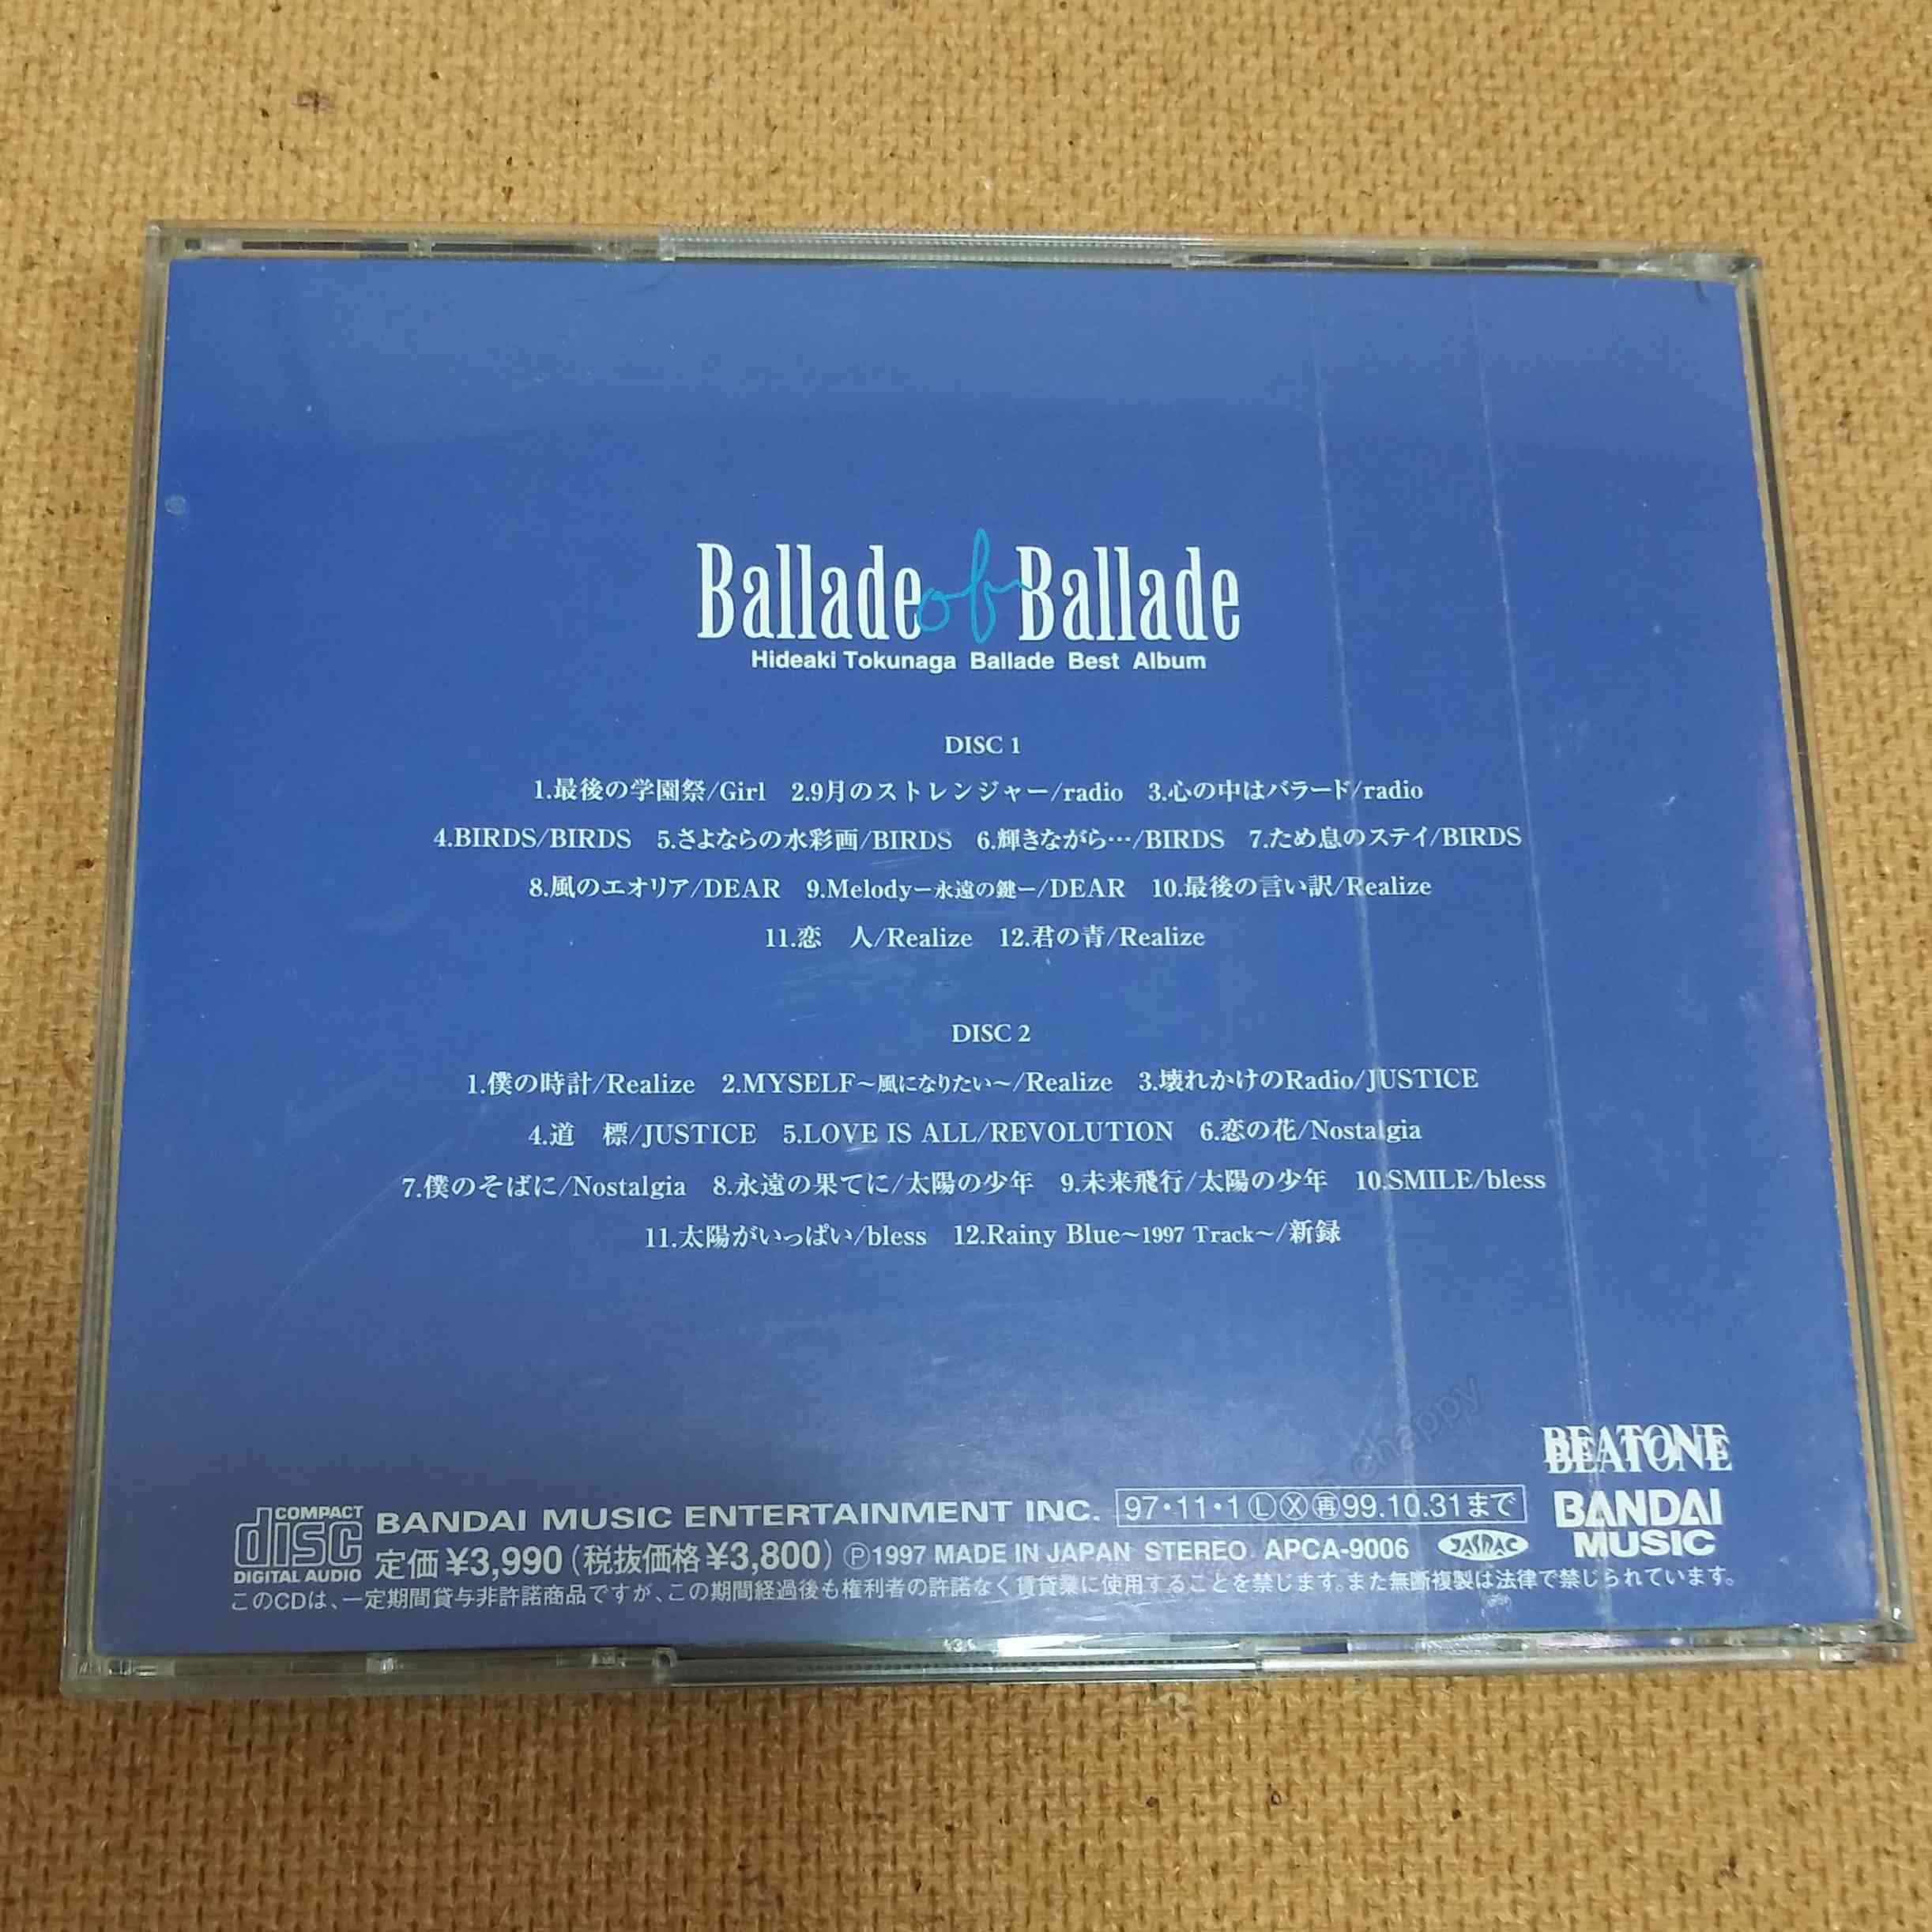 Ballade of Ballade
Hideaki Tokunaga Ballade Best Album
DISC 1
1.最後の学園祭/Girl 2.9月のストレンジャー/radio 3.心の中はバラード/radio
4.BIRDS/BIRDS 5.さよならの水彩画/BIRDS 6.輝きながら…/BIRDS 7.ため息のステイ/BIRDS
8.風のエオリア/DEAR 9.Melodyー永遠の鍵ー/DEAR 10.最後の言い訳/Realize
11.恋　人/Realize 12.君の青/Realize
DISC 2
1.僕の時計/Realize 2.MYSELF～風になりたい～/Realize 3.壊れかけのRadio/JUSTICE
4.道　標/JUSTICE 5.LOVE IS ALL/REVOLUTION 6.恋の花/Nostalgia
7.僕のそばに/Nostalgia 8.永遠の果てに/太陽の少年 9.未来飛行/太陽の少年 10.SMILE/bless
11.太陽がいっぱい/bless 12.Rainy Blue～1997 Track～/新録
chappy
BEATONE
COMPACT disc DIGITAL AUDIO
BANDAI MUSIC ENTERTAINMENT INC. 97・11・1 Ⓛ Ⓧ ㊢99.10.31まで
BANDAI MUSIC
定価¥3,990(税抜価格¥3,800) Ⓟ1997 MADE IN JAPAN STEREO APCA-9006 JASRAC
このCDは、一定期間貸与非許諾商品ですが、この期間経過後も権利者の許諾なく賃貸業に使用することを禁じます。また無断複製は法律で禁じられています。